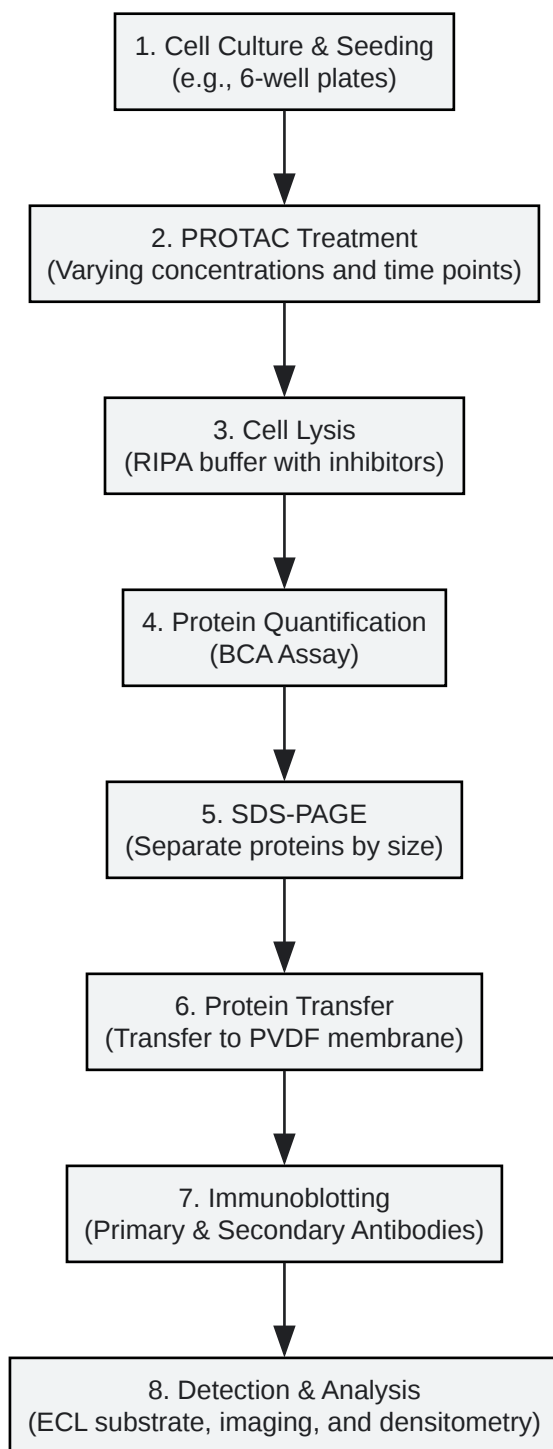 1. Cell Culture & Seeding
(e.g., 6-well plates)
2. PROTAC Treatment
(Varying concentrations and time points)
3. Cell Lysis
(RIPA buffer with inhibitors)
4. Protein Quantification
(BCA Assay)
5. SDS-PAGE
(Separate proteins by size)
6. Protein Transfer
(Transfer to PVDF membrane)
7. Immunoblotting
(Primary & Secondary Antibodies)
8. Detection & Analysis
(ECL substrate, imaging, and densitometry)